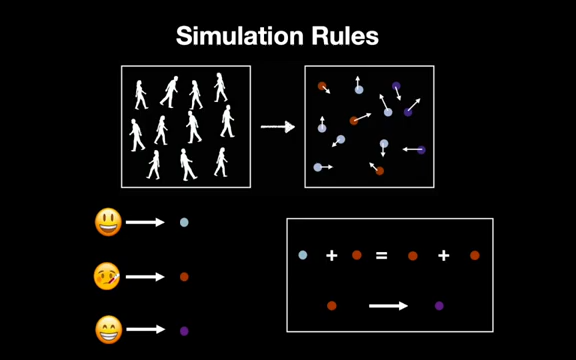 Simulation Rules
+ = +